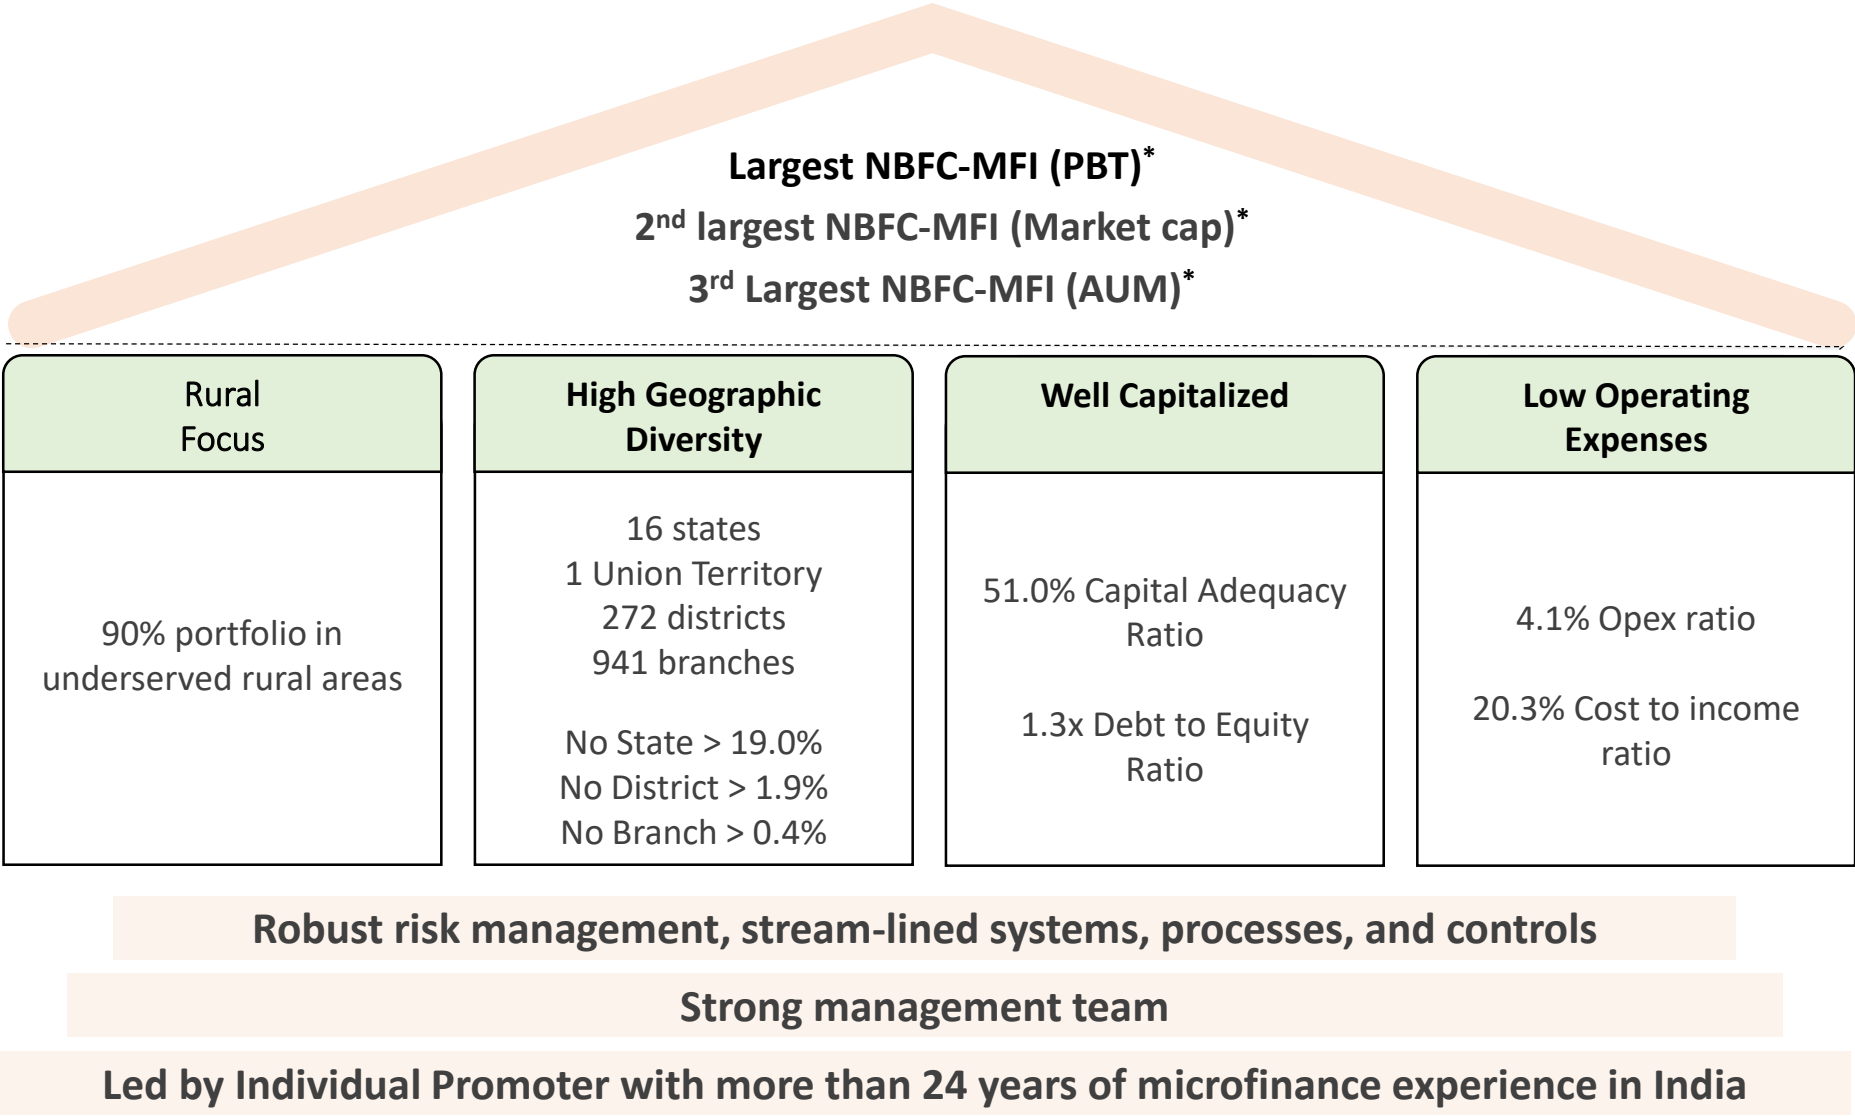 Largest NBFC-MFI (PBT)*
2nd largest NBFC-MFI (Market cap)*
3rd Largest NBFC-MFI (AUM)*
Rural
Focus
90% portfolio in
underserved rural areas
High Geographic
Diversity
16 states
1 Union Territory
272 districts
941 branches
No State > 19.0%
No District > 1.9%
No Branch > 0.4%
Well Capitalized
51.0% Capital Adequacy
Ratio
1.3x Debt to Equity
Ratio
Low Operating
Expenses
4.1% Opex ratio
20.3% Cost to income
ratio
Robust risk management, stream-lined systems, processes, and controls
Strong management team
Led by Individual Promoter with more than 24 years of microfinance experience in India